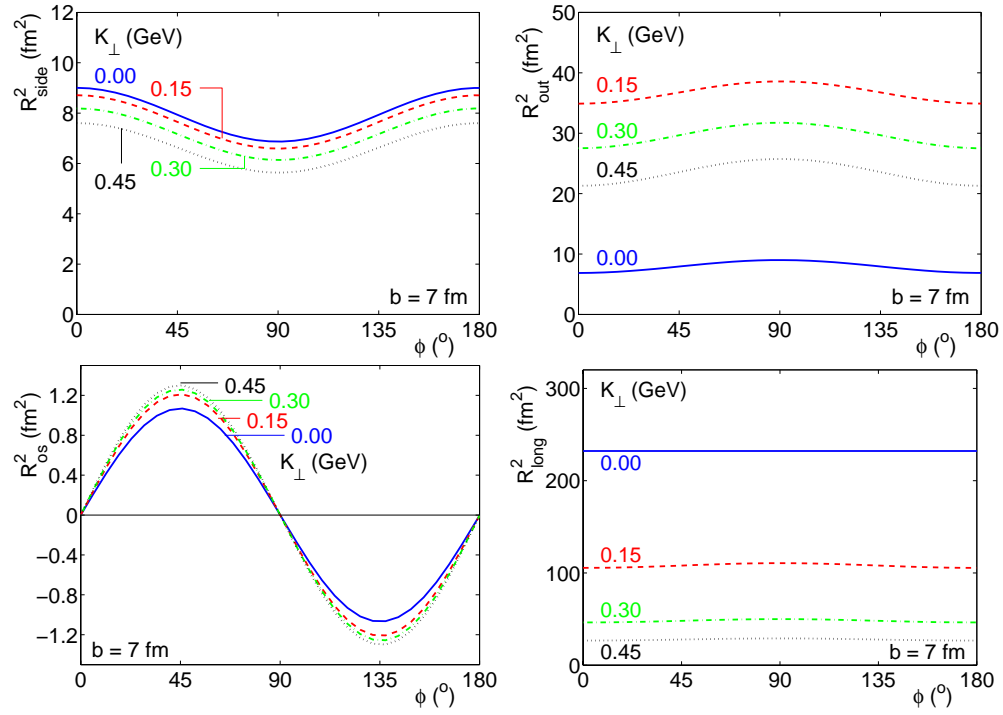 12
10
8
6
4
2
0
R²side (fm²)
K⊥ (GeV)
0.00
0.15
0.30
0.45
b = 7 fm
0 45 90 135 180
ϕ (°)
50
40
30
20
10
0
R²out (fm²)
K⊥ (GeV)
0.15
0.30
0.45
0.00
b = 7 fm
0 45 90 135 180
ϕ (°)
1.2
0.8
0.4
0
−0.4
−0.8
−1.2
R²os (fm²)
0.45
0.30
0.15
0.00
K⊥ (GeV)
b = 7 fm
0 45 90 135 180
ϕ (°)
300
200
100
0
R²long (fm²)
K⊥ (GeV)
0.00
0.15
0.30
0.45
b = 7 fm
0 45 90 135 180
ϕ (°)